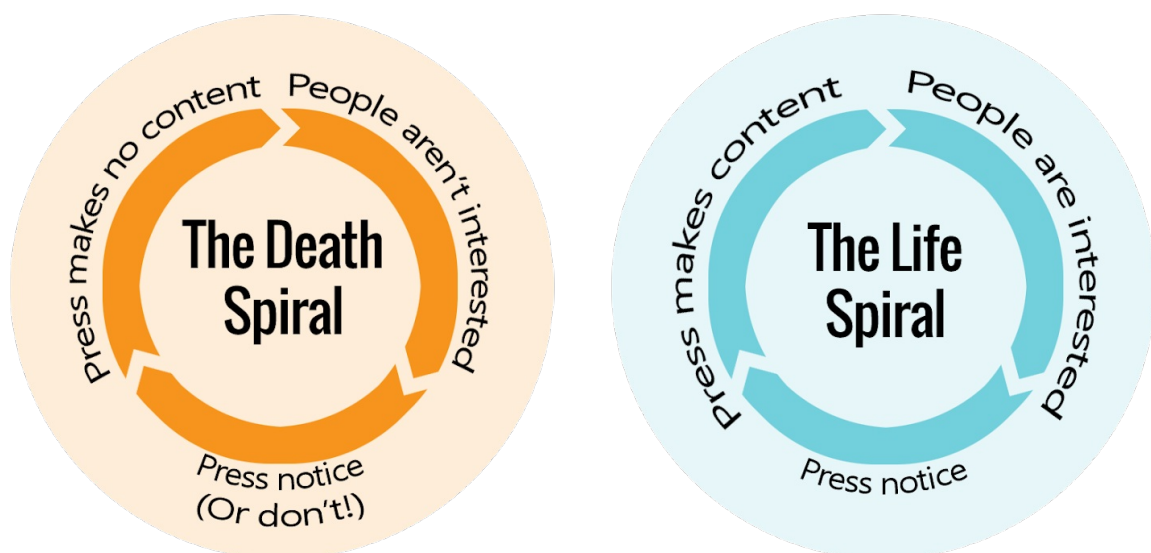 Press makes no content
People aren't interested
The Death
Spiral
Press notice
(Or don't!)
Press makes content
People are interested
The Life
Spiral
Press notice